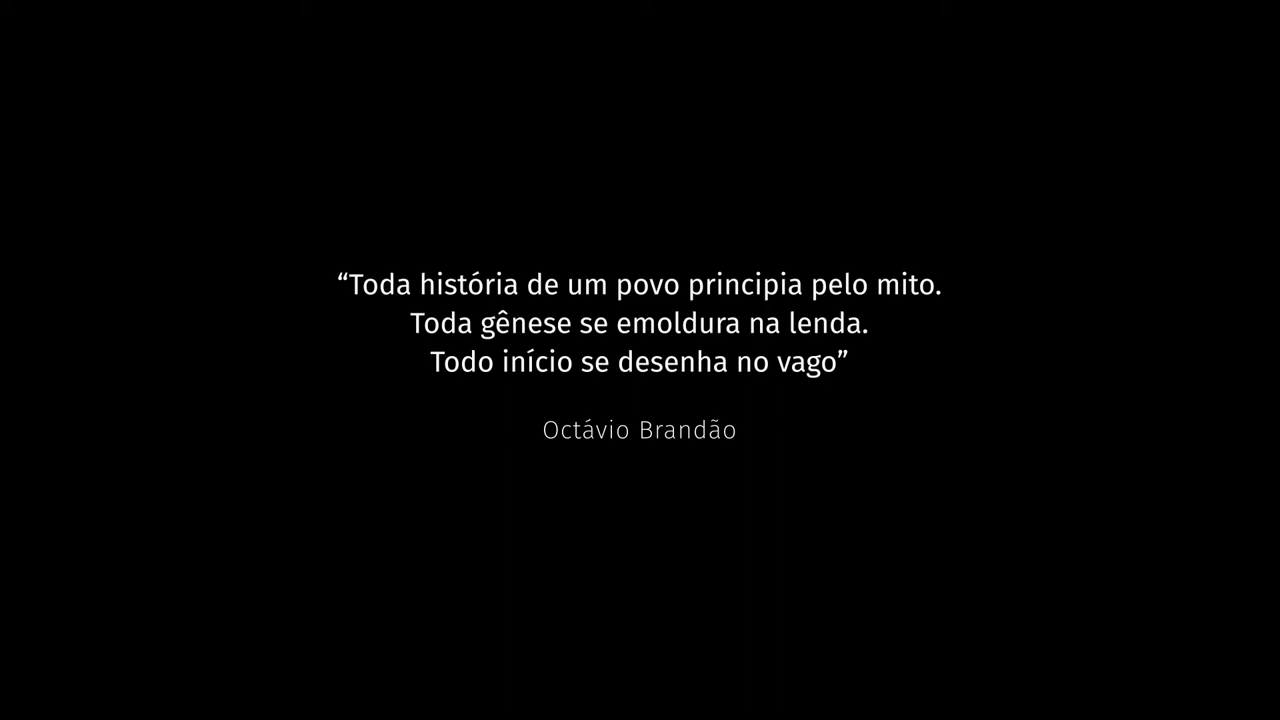 “Toda história de um povo principia pelo mito.
Toda gênese se emoldura na lenda.
Todo início se desenha no vago”
Octávio Brandão